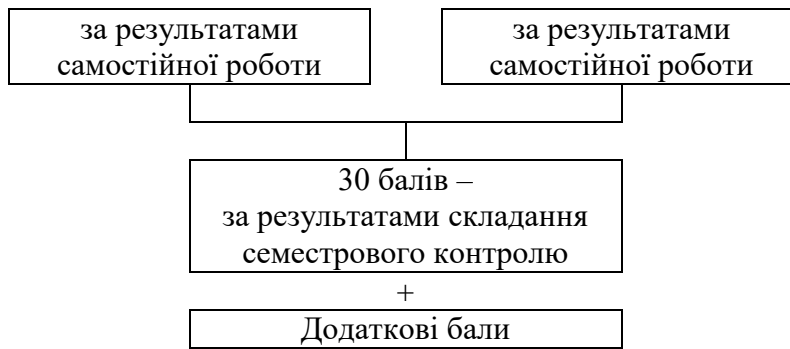 за результатами
самостійної роботи
за результатами
самостійної роботи
30 балів –
за результатами складання
семестрового контролю
+
Додаткові бали